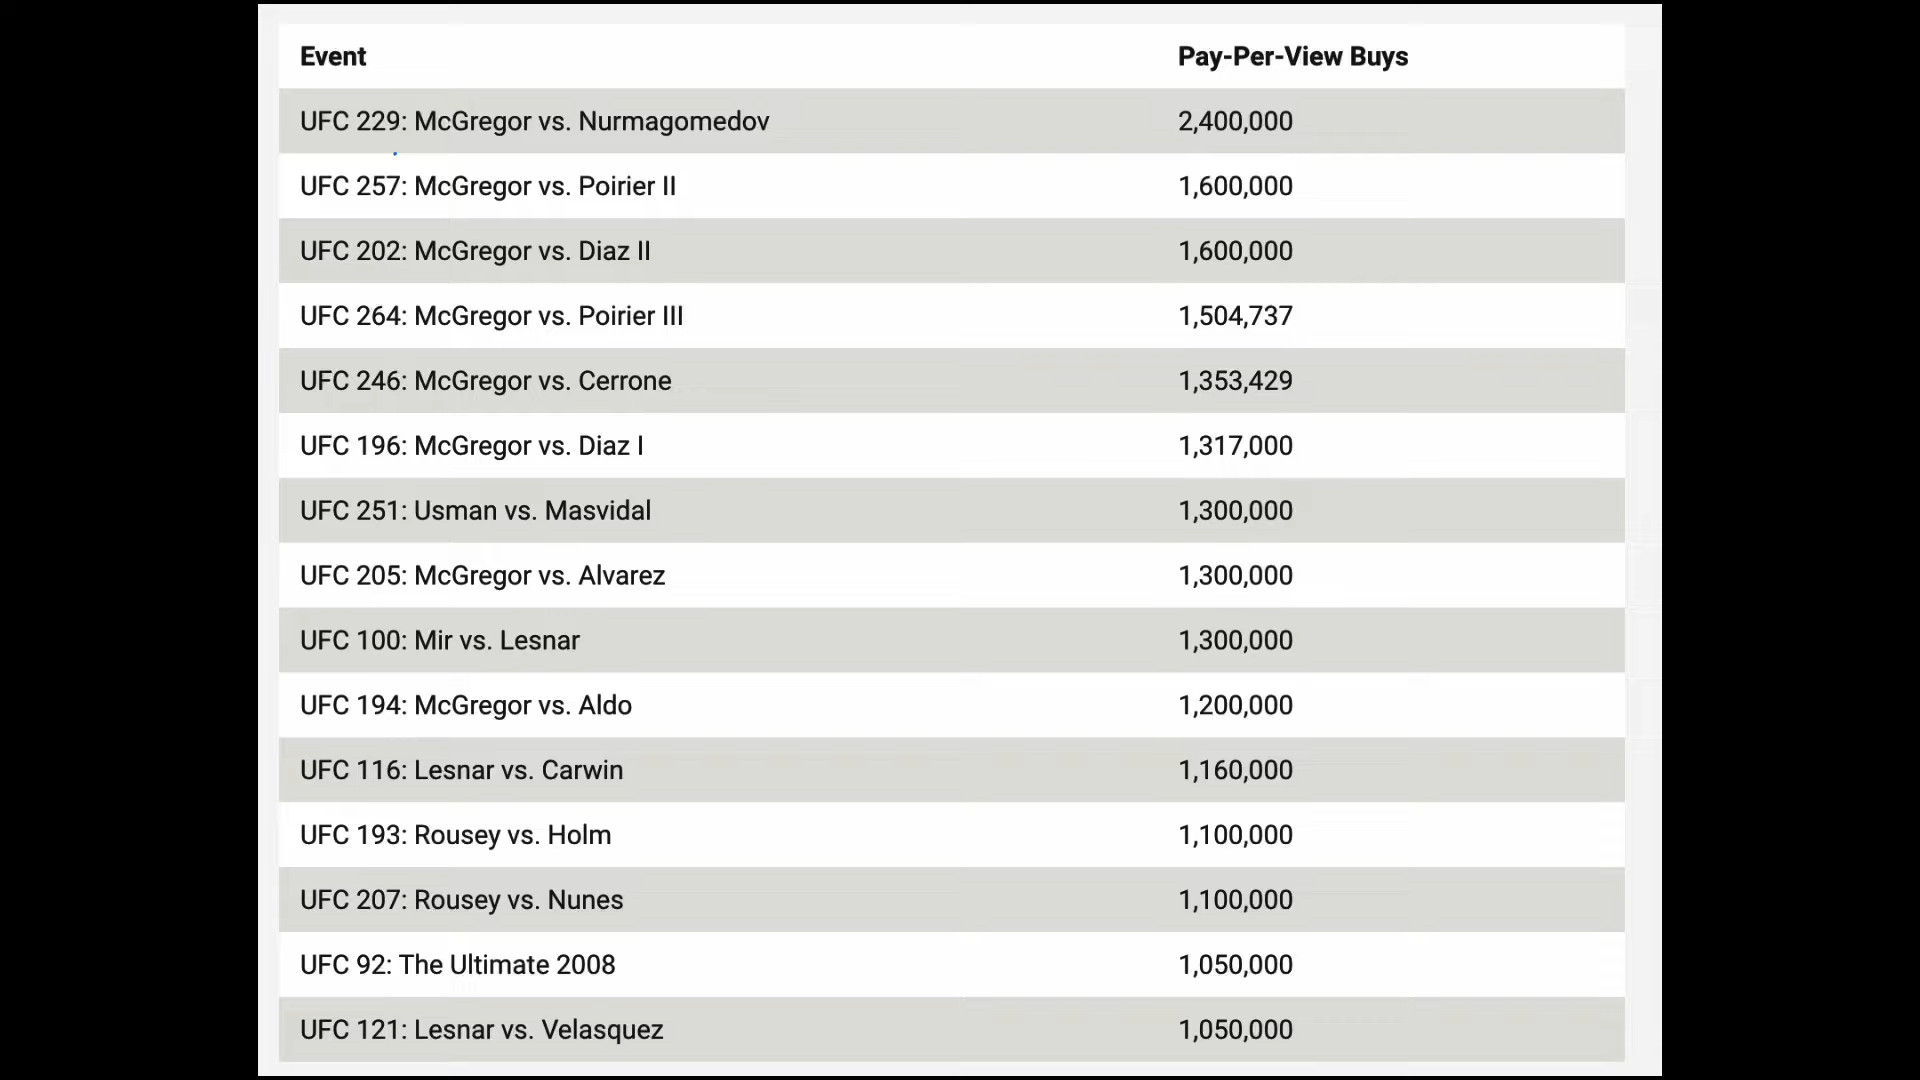 Event Pay-Per-View Buys
UFC 229: McGregor vs. Nurmagomedov 2,400,000
UFC 257: McGregor vs. Poirier II 1,600,000
UFC 202: McGregor vs. Diaz II 1,600,000
UFC 264: McGregor vs. Poirier III 1,504,737
UFC 246: McGregor vs. Cerrone 1,353,429
UFC 196: McGregor vs. Diaz I 1,317,000
UFC 251: Usman vs. Masvidal 1,300,000
UFC 205: McGregor vs. Alvarez 1,300,000
UFC 100: Mir vs. Lesnar 1,300,000
UFC 194: McGregor vs. Aldo 1,200,000
UFC 116: Lesnar vs. Carwin 1,160,000
UFC 193: Rousey vs. Holm 1,100,000
UFC 207: Rousey vs. Nunes 1,100,000
UFC 92: The Ultimate 2008 1,050,000
UFC 121: Lesnar vs. Velasquez 1,050,000